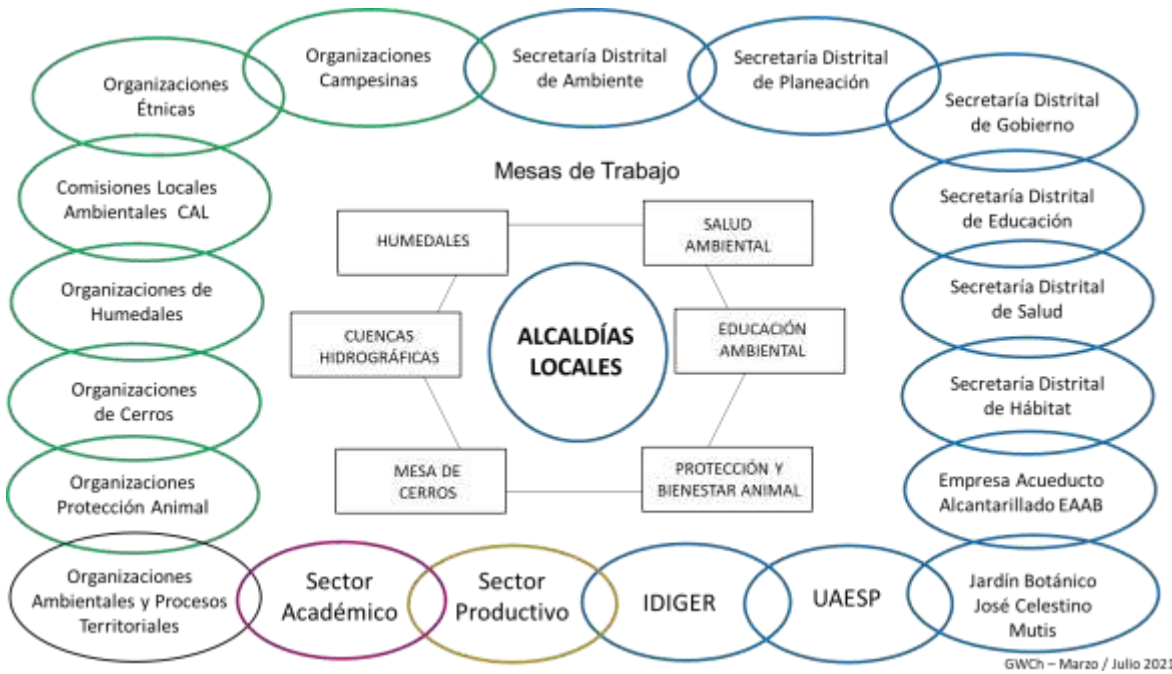 Organizaciones
Étnicas
Organizaciones
Campesinas
Secretaría Distrital
de Ambiente
Secretaría Distrital
de Planeación
Secretaría Distrital
de Gobierno
Comisiones Locales
Ambientales CAL
Mesas de Trabajo
Secretaría Distrital
de Educación
HUMEDALES
SALUD
AMBIENTAL
Organizaciones de
Humedales
Secretaría Distrital
de Salud
CUENCAS
HIDROGRÁFICAS
ALCALDÍAS
LOCALES
EDUCACIÓN
AMBIENTAL
Organizaciones
de Cerros
Secretaría Distrital
de Hábitat
Organizaciones
Protección Animal
MESA DE
CERROS
PROTECCIÓN Y
BIENESTAR ANIMAL
Empresa Acueducto
Alcantarillado EAAB
Organizaciones
Ambientales y Procesos
Territoriales
Sector
Académico
Sector
Productivo
IDIGER
UAESP
Jardín Botánico
José Celestino
Mutis
GWCh – Marzo / Julio 2021